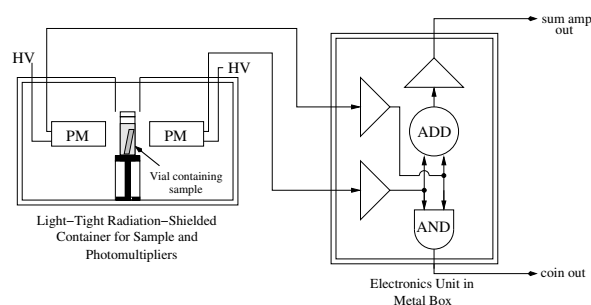 sum amp
out
HV
HV
PM
PM
ADD
Vial containing
sample
AND
Light−Tight Radiation−Shielded
Container for Sample and
Photomultipliers
coin out
Electronics Unit in
Metal Box